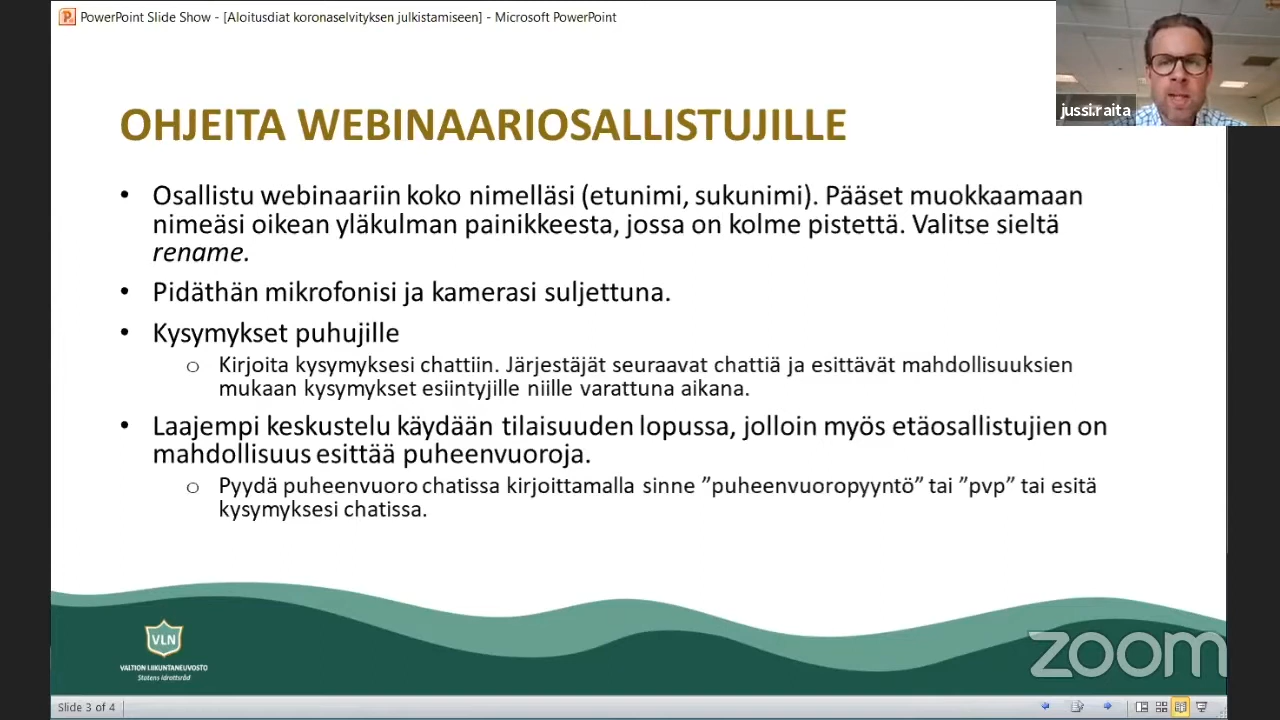 PowerPoint Slide Show - [Aloitusdiat koronaselvityksen julkistamiseen] - Microsoft PowerPoint
jussi.raita
OHJEITA WEBINAARIOSALLISTUJILLE
• Osallistu webinaariin koko nimelläsi (etunimi, sukunimi). Pääset muokkaamaan
nimeäsi oikean yläkulman painikkeesta, jossa on kolme pistettä. Valitse sieltä
rename.
• Pidäthän mikrofonisi ja kamerasi suljettuna.
• Kysymykset puhujille
o Kirjoita kysymyksesi chattiin. Järjestäjät seuraavat chattiä ja esittävät mahdollisuuksien
mukaan kysymykset esiintyjille niille varattuna aikana.
• Laajempi keskustelu käydään tilaisuuden lopussa, jolloin myös etäosallistujien on
mahdollisuus esittää puheenvuoroja.
o Pyydä puheenvuoro chatissa kirjoittamalla sinne ”puheenvuoropyyntö” tai ”pvp” tai esitä
kysymyksesi chatissa.
VLN
VALTION LIIKUNTANEUVOSTO
Statens idrottsråd
zoom
Slide 3 of 4